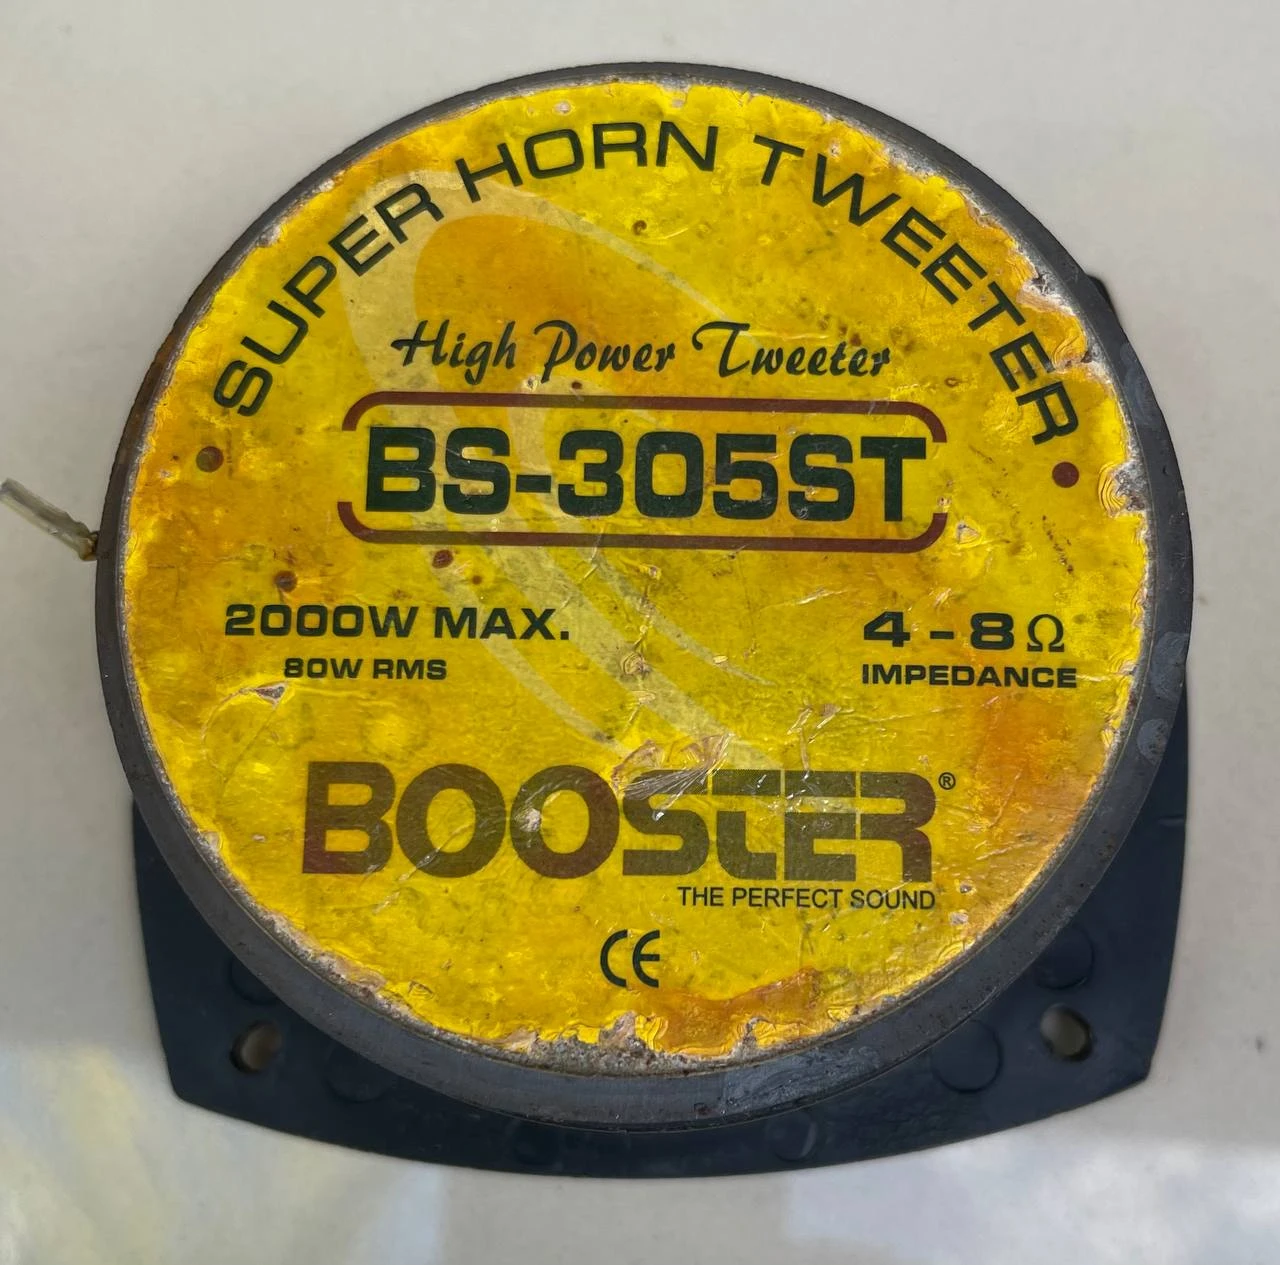 SUPER HORN TWEETER
High Power Tweeter
BS-305ST
2000W MAX.
80W RMS
4 - 8 Ω
IMPEDANCE
BOOSTER®
THE PERFECT SOUND
CE